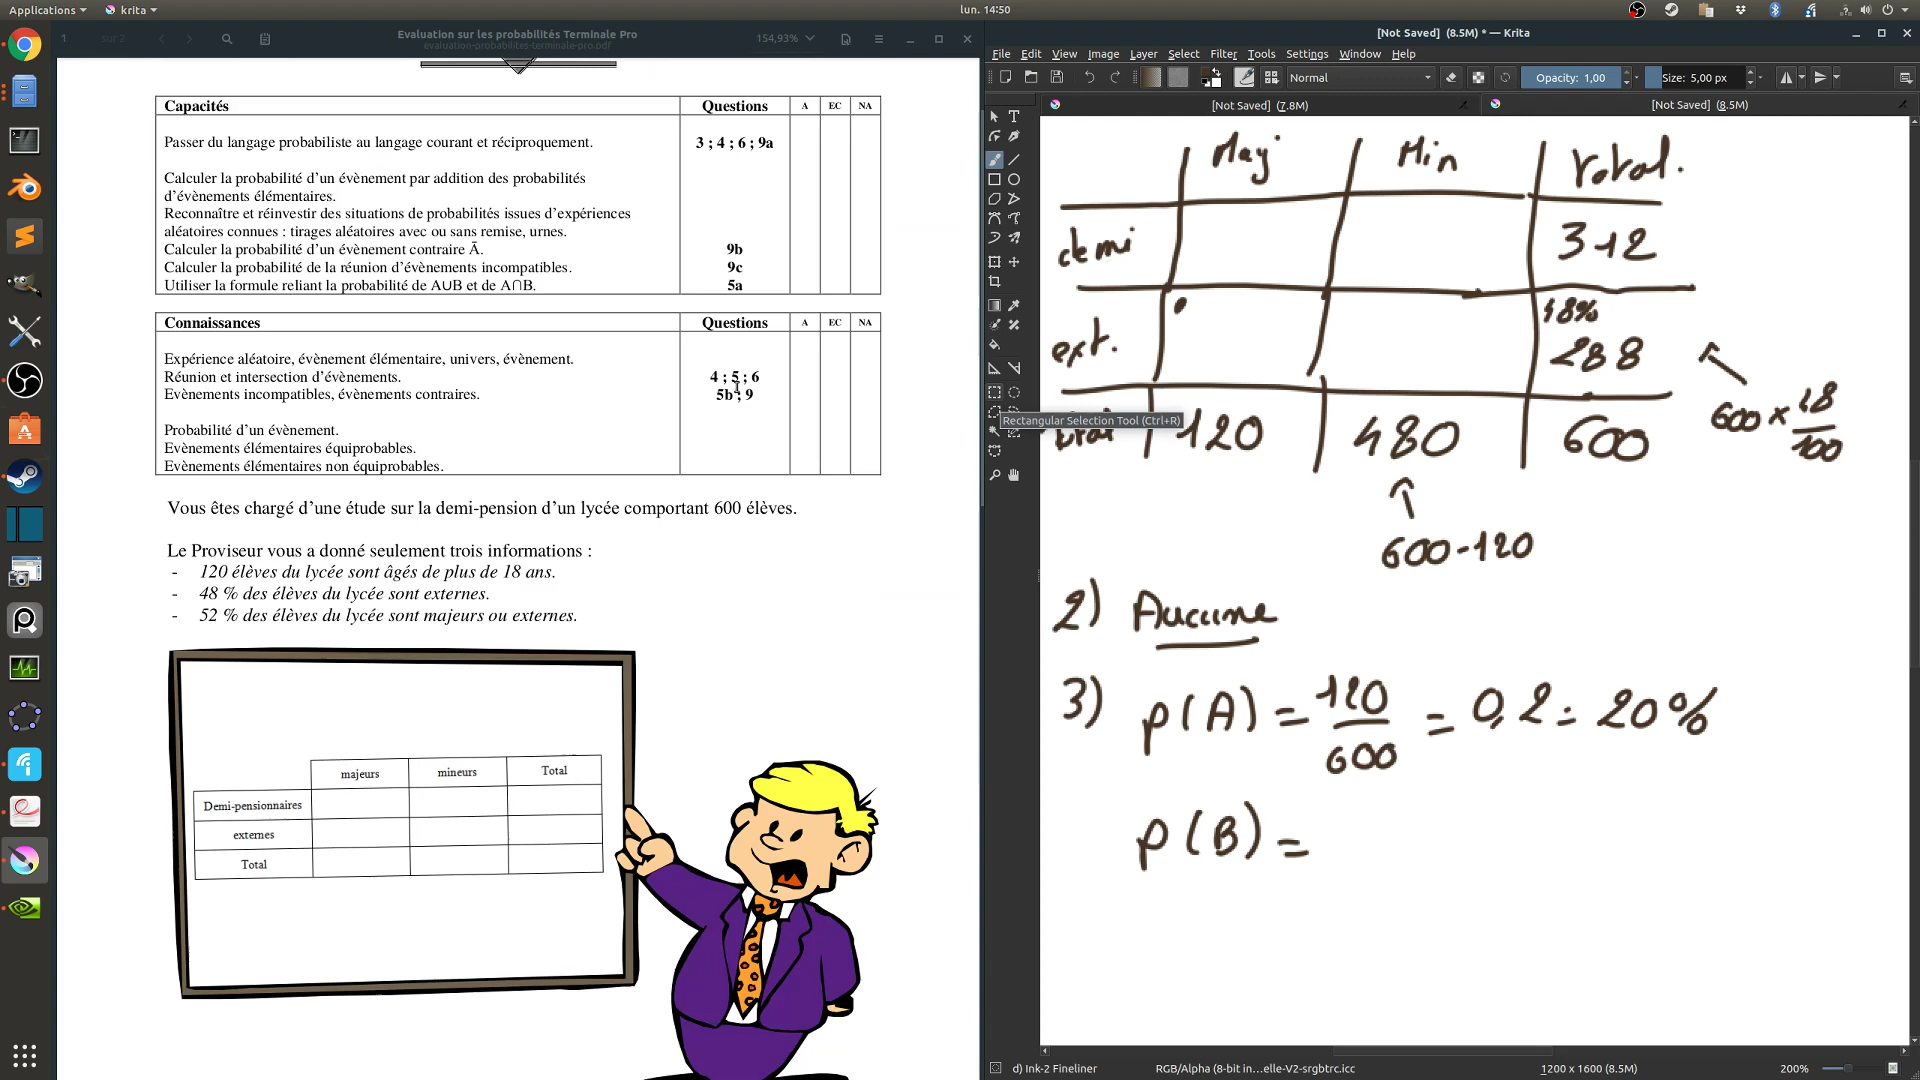 Applications krita lun. 14:50
1 sur 2 Evaluation sur les probabilités Terminale Pro 154,93%
evaluation-probabilites-terminale-pro.pdf
Capacités Questions A EC NA
Passer du langage probabiliste au langage courant et réciproquement. 3 ; 4 ; 6 ; 9a
Calculer la probabilité d'un évènement par addition des probabilités
d'évènements élémentaires.
Reconnaître et réinvestir des situations de probabilités issues d'expériences
aléatoires connues : tirages aléatoires avec ou sans remise, urnes.
Calculer la probabilité d'un évènement contraire Ā. 9b
Calculer la probabilité de la réunion d'évènements incompatibles. 9c
Utiliser la formule reliant la probabilité de A∪B et de A∩B. 5a
Connaissances Questions A EC NA
Expérience aléatoire, évènement élémentaire, univers, évènement.
Réunion et intersection d'évènements. 4 ; 5 ; 6
Evènements incompatibles, évènements contraires. 5b ; 9
Probabilité d'un évènement.
Evènements élémentaires équiprobables.
Evènements élémentaires non équiprobables.
Vous êtes chargé d'une étude sur la demi-pension d'un lycée comportant 600 élèves.
Le Proviseur vous a donné seulement trois informations :
- 120 élèves du lycée sont âgés de plus de 18 ans.
- 48 % des élèves du lycée sont externes.
- 52 % des élèves du lycée sont majeurs ou externes.
majeurs mineurs Total
Demi-pensionnaires
externes
Total
[Not Saved] (8.5M) * — Krita
File Edit View Image Layer Select Filter Tools Settings Window Help
Normal Opacity: 1,00 Size: 5,00 px
[Not Saved] (7.8M) [Not Saved] (8.5M)
Maj Min Total.
demi 312
48%
ext. 288
600 × 48/100
Rectangular Selection Tool (Ctrl+R)
total 120 480 600
600-120
2) Aucune
3) p(A) = 120/600 = 0,2 = 20%
p(B) =
d) Ink-2 Fineliner RGB/Alpha (8-bit in...elle-V2-srgbtrc.icc 1200 x 1600 (8.5M) 200%